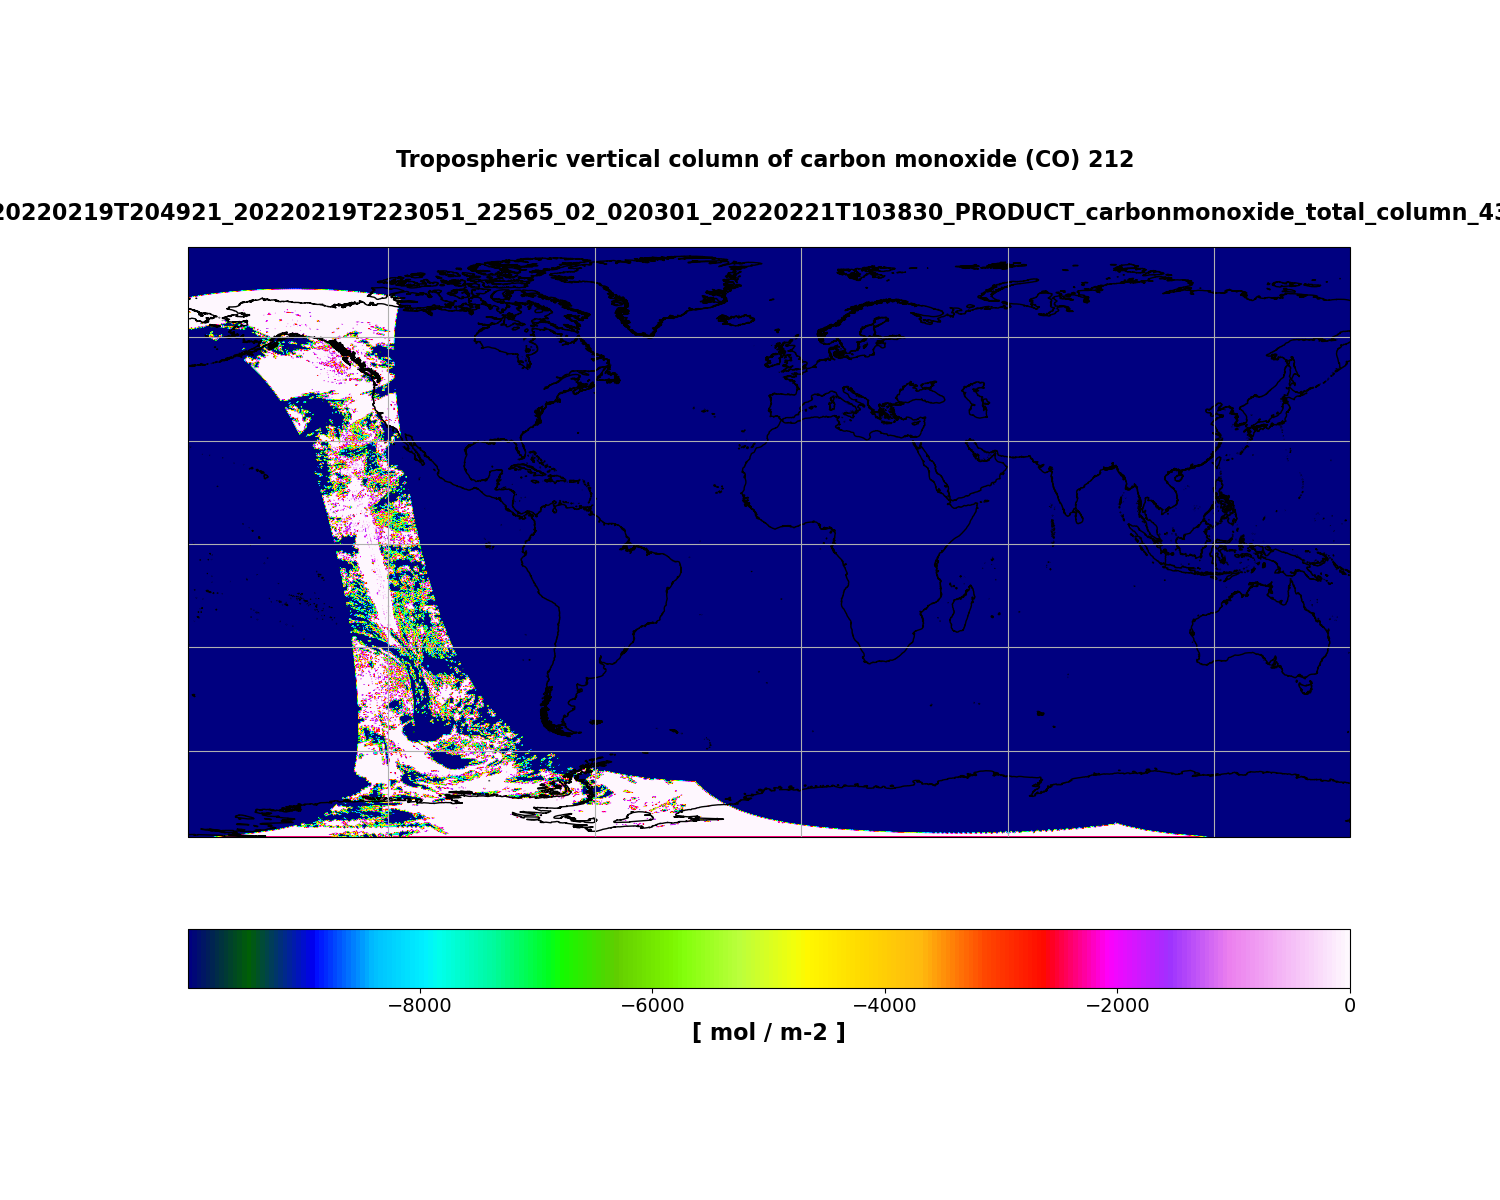 Tropospheric vertical column of carbon monoxide (CO) 212
20220219T204921_20220219T223051_22565_02_020301_20220221T103830_PRODUCT_carbonmonoxide_total_column_43
−8000 −6000 −4000 −2000 0
[ mol / m-2 ]